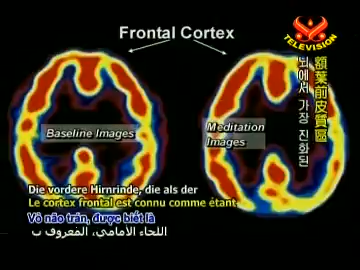 Frontal Cortex
TELEVISION
額葉前皮質區
뇌에서 가장 진화된
Baseline Images
Meditation
Images
Die vordere Hirnrinde, die als der
Le cortex frontal est connu comme étant
Vỏ não trán, được biết là
اللحاء الأمامي، المعروف ب